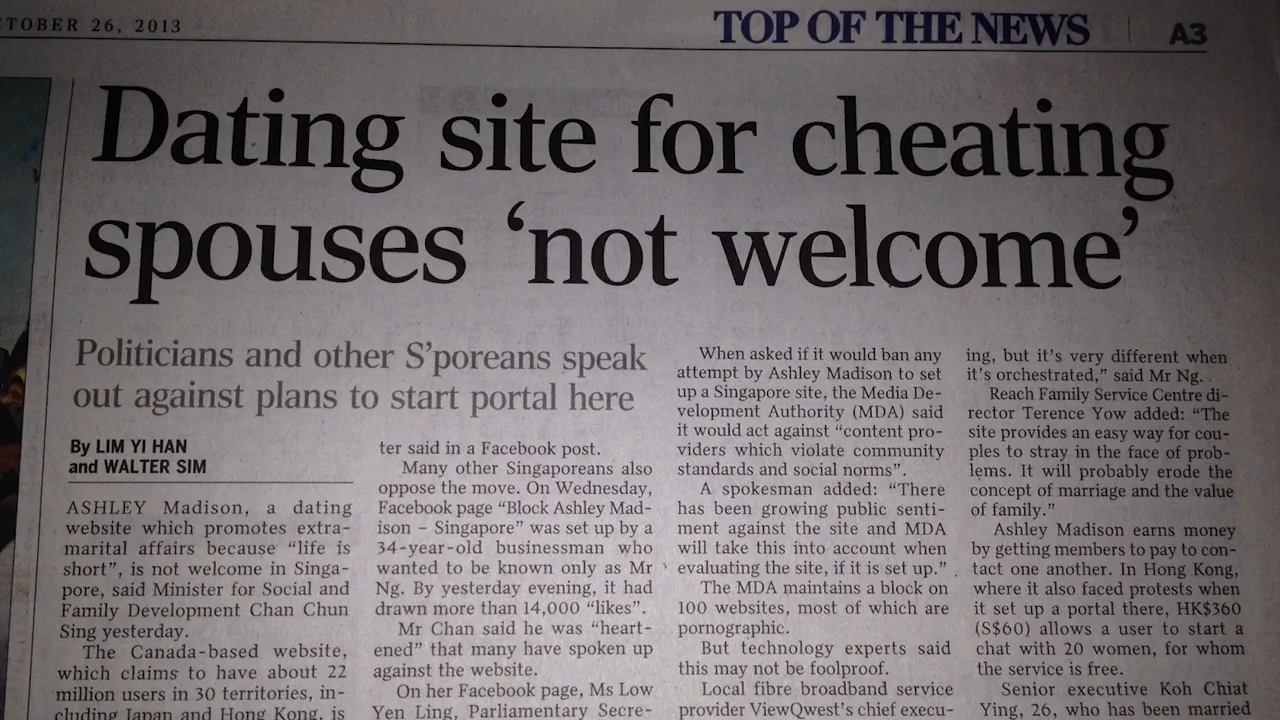 TOBER 26, 2013
TOP OF THE NEWS
A3
Dating site for cheating
spouses ‘not welcome’
Politicians and other S’poreans speak
out against plans to start portal here
By LIM YI HAN
and WALTER SIM
ASHLEY Madison, a dating
website which promotes extra-
marital affairs because “life is
short”, is not welcome in Singa-
pore, said Minister for Social and
Family Development Chan Chun
Sing yesterday.
The Canada-based website,
which claims to have about 22
million users in 30 territories, in-
cluding Japan and Hong Kong, is
ter said in a Facebook post.
Many other Singaporeans also
oppose the move. On Wednesday,
Facebook page “Block Ashley Mad-
ison – Singapore” was set up by a
34-year-old businessman who
wanted to be known only as Mr
Ng. By yesterday evening, it had
drawn more than 14,000 “likes”.
Mr Chan said he was “heart-
ened” that many have spoken up
against the website.
On her Facebook page, Ms Low
Yen Ling, Parliamentary Secre-
When asked if it would ban any
attempt by Ashley Madison to set
up a Singapore site, the Media De-
velopment Authority (MDA) said
it would act against “content pro-
viders which violate community
standards and social norms”.
A spokesman added: “There
has been growing public senti-
ment against the site and MDA
will take this into account when
evaluating the site, if it is set up.”
The MDA maintains a block on
100 websites, most of which are
pornographic.
But technology experts said
this may not be foolproof.
Local fibre broadband service
provider ViewQwest’s chief execu-
ing, but it’s very different when
it’s orchestrated,” said Mr Ng.
Reach Family Service Centre di-
rector Terence Yow added: “The
site provides an easy way for cou-
ples to stray in the face of prob-
lems. It will probably erode the
concept of marriage and the value
of family.”
Ashley Madison earns money
by getting members to pay to con-
tact one another. In Hong Kong,
where it also faced protests when
it set up a portal there, HK$360
(S$60) allows a user to start a
chat with 20 women, for whom
the service is free.
Senior executive Koh Chiat
Ying, 26, who has been married